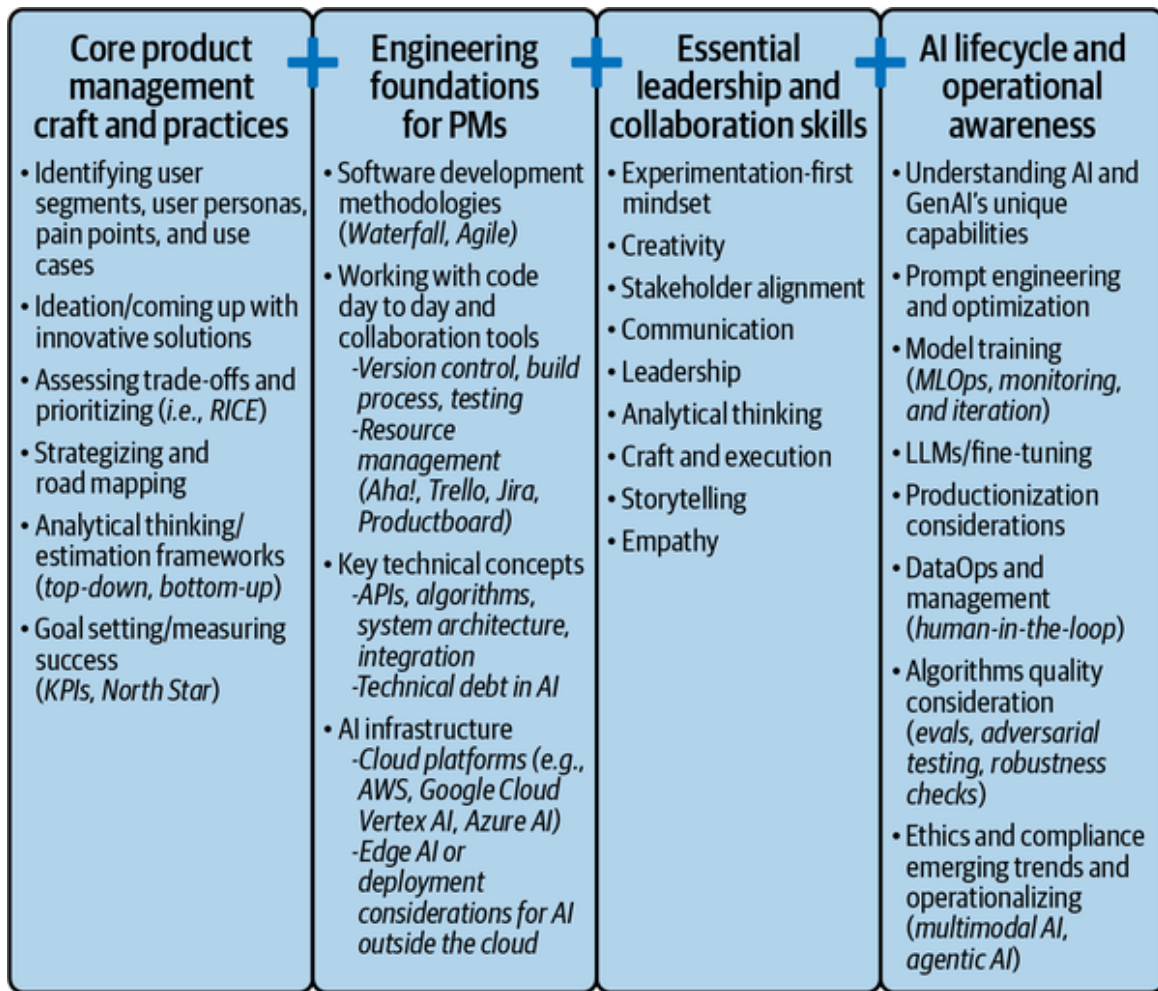 Core product
management
craft and practices
• Identifying user
segments, user personas,
pain points, and use
cases
• Ideation/coming up with
innovative solutions
• Assessing trade-offs and
prioritizing (i.e., RICE)
• Strategizing and
road mapping
• Analytical thinking/
estimation frameworks
(top-down, bottom-up)
• Goal setting/measuring
success
(KPIs, North Star)
+
Engineering
foundations
for PMs
• Software development
methodologies
(Waterfall, Agile)
• Working with code
day to day and
collaboration tools
-Version control, build
process, testing
-Resource
management
(Aha!, Trello, Jira,
Productboard)
• Key technical concepts
-APIs, algorithms,
system architecture,
integration
-Technical debt in AI
• AI infrastructure
-Cloud platforms (e.g.,
AWS, Google Cloud
Vertex AI, Azure AI)
-Edge AI or
deployment
considerations for AI
outside the cloud
+
Essential
leadership and
collaboration skills
• Experimentation-first
mindset
• Creativity
• Stakeholder alignment
• Communication
• Leadership
• Analytical thinking
• Craft and execution
• Storytelling
• Empathy
+
AI lifecycle and
operational
awareness
• Understanding AI and
GenAI's unique
capabilities
• Prompt engineering
and optimization
• Model training
(MLOps, monitoring,
and iteration)
• LLMs/fine-tuning
• Productionization
considerations
• DataOps and
management
(human-in-the-loop)
• Algorithms quality
consideration
(evals, adversarial
testing, robustness
checks)
• Ethics and compliance
emerging trends and
operationalizing
(multimodal AI,
agentic AI)